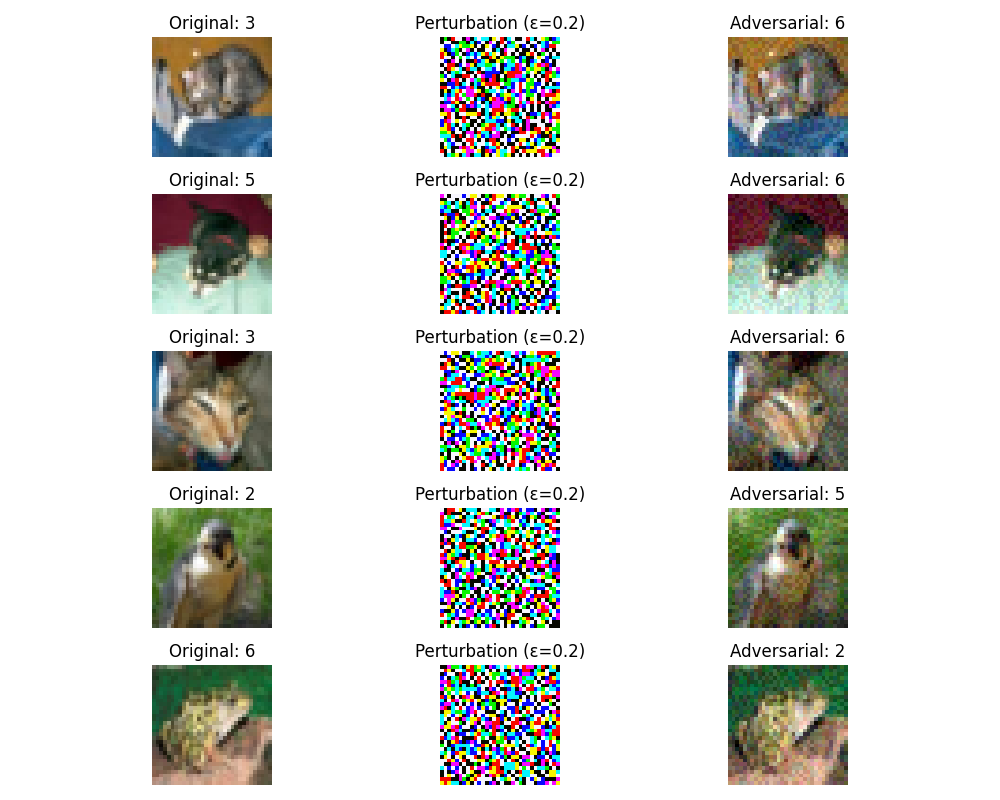 Original: 3
Perturbation (ε=0.2)
Adversarial: 6
Original: 5
Perturbation (ε=0.2)
Adversarial: 6
Original: 3
Perturbation (ε=0.2)
Adversarial: 6
Original: 2
Perturbation (ε=0.2)
Adversarial: 5
Original: 6
Perturbation (ε=0.2)
Adversarial: 2